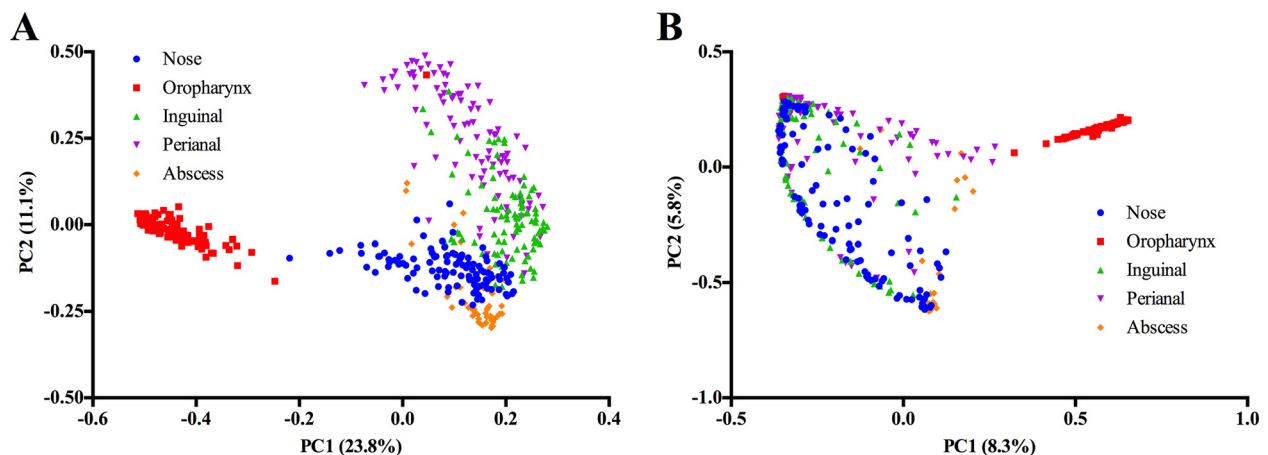 A
Nose
Oropharynx
Inguinal
Perianal
Abscess
0.50
0.25
0.00
-0.25
-0.50
PC2 (11.1%)
-0.6
-0.4
-0.2
0.0
0.2
0.4
PC1 (23.8%)
B
0.5
0.0
-0.5
-1.0
PC2 (5.8%)
Nose
Oropharynx
Inguinal
Perianal
Abscess
-0.5
0.0
0.5
1.0
PC1 (8.3%)